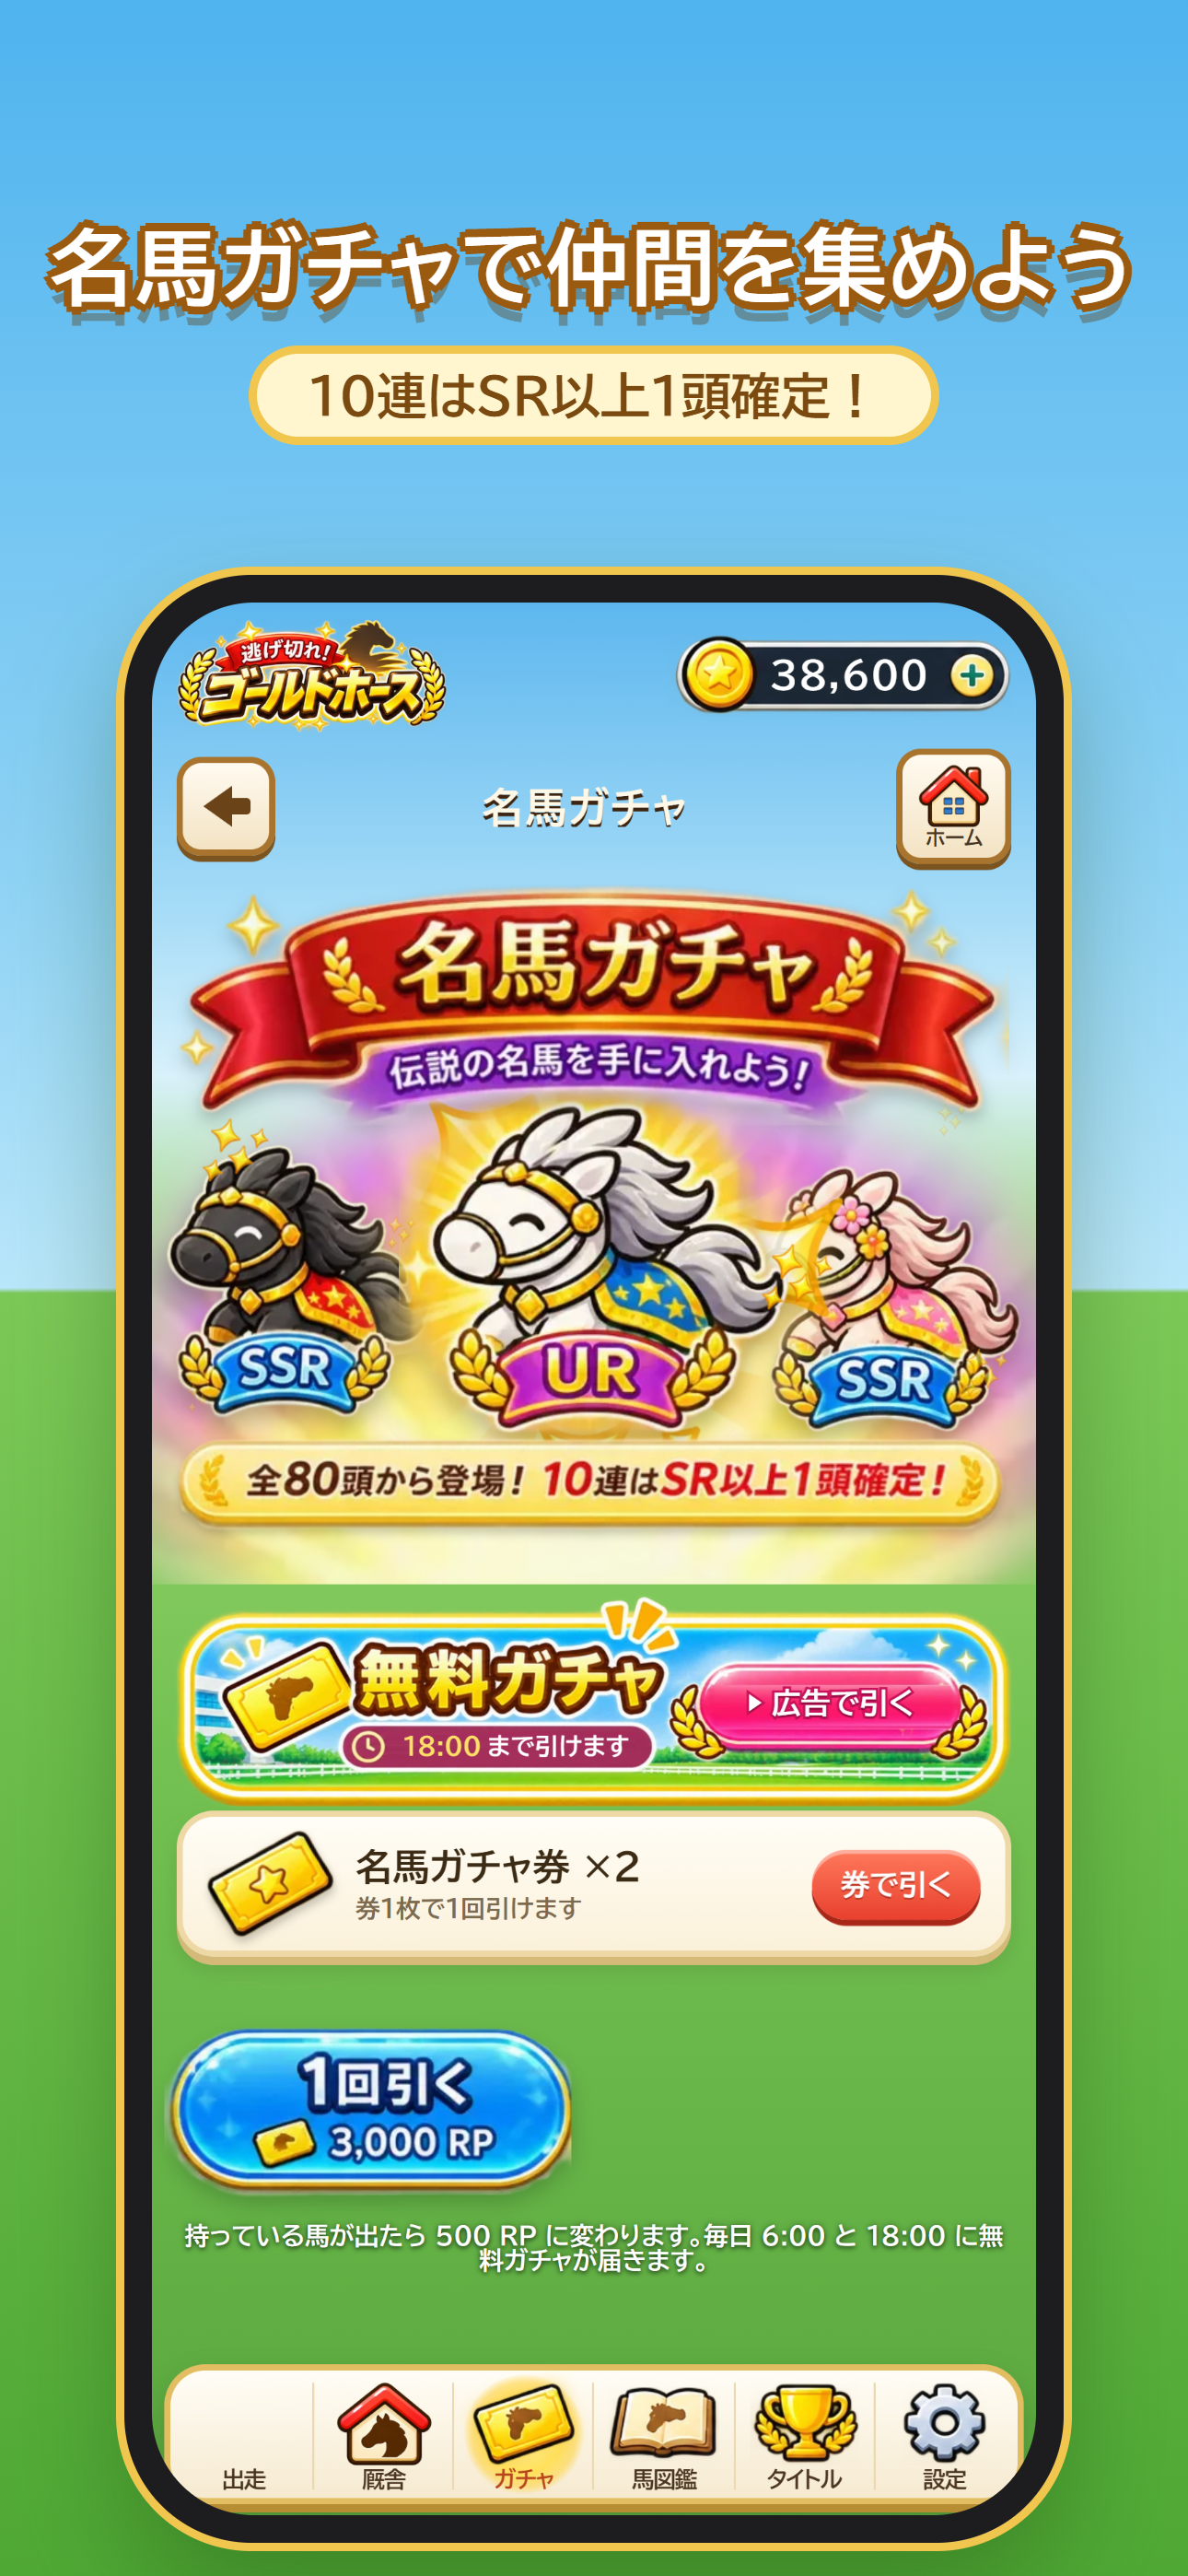 名馬ガチャで仲間を集めよう
10連はSR以上1頭確定！
逃げ切れ!
ゴールドホース
38,600
名馬ガチャ
ホーム
名馬ガチャ
伝説の名馬を手に入れよう!
SSR
UR
SSR
全80頭から登場! 10連はSR以上1頭確定!
無料ガチャ
18:00 まで引けます
広告で引く
名馬ガチャ券 ×2
券1枚で1回引けます
券で引く
1回引く
3,000 RP
持っている馬が出たら 500 RP に変わります。毎日 6:00 と 18:00 に無
料ガチャが届きます。
出走
厩舎
ガチャ
馬図鑑
タイトル
設定